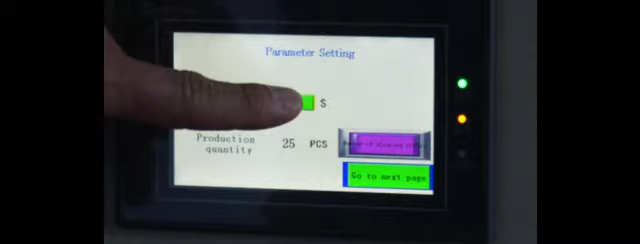 Parameter Setting
S
Production
quantity
25 PCS
Go to next page